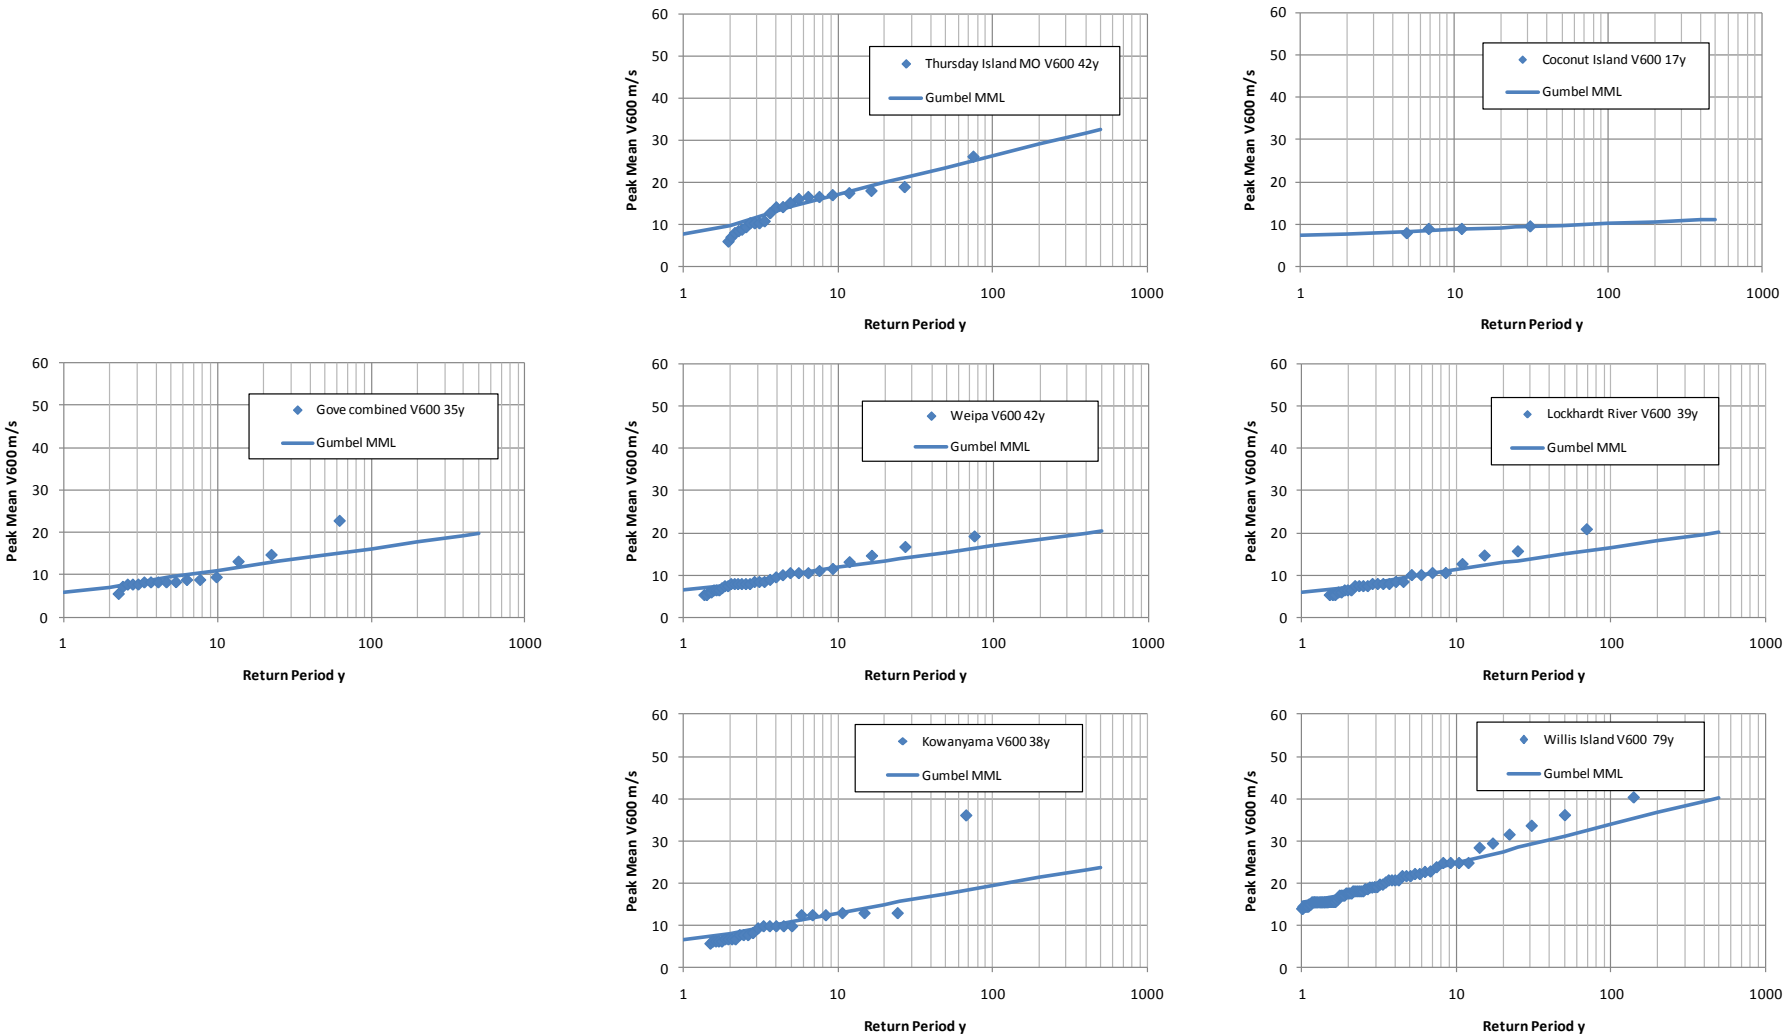 60
50
40
30
20
10
0
Peak Mean V600 m/s
Thursday Island MO V600 42y
Gumbel MML
1 10 100 1000
Return Period y
60
50
40
30
20
10
0
Peak Mean V600 m/s
Coconut Island V600 17y
Gumbel MML
1 10 100 1000
Return Period y
60
50
40
30
20
10
0
Peak Mean V600 m/s
Gove combined V600 35y
Gumbel MML
1 10 100 1000
Return Period y
60
50
40
30
20
10
0
Peak Mean V600 m/s
Weipa V600 42y
Gumbel MML
1 10 100 1000
Return Period y
60
50
40
30
20
10
0
Peak Mean V600 m/s
Lockhardt River V600 39y
Gumbel MML
1 10 100 1000
Return Period y
60
50
40
30
20
10
0
Peak Mean V600 m/s
Kowanyama V600 38y
Gumbel MML
1 10 100 1000
Return Period y
60
50
40
30
20
10
0
Peak Mean V600 m/s
Willis Island V600 79y
Gumbel MML
1 10 100 1000
Return Period y